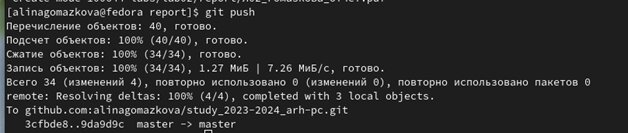 [alinagomazkova@fedora report]$ git push
Перечисление объектов: 40, готово.
Подсчет объектов: 100% (40/40), готово.
Сжатие объектов: 100% (34/34), готово.
Запись объектов: 100% (34/34), 1.27 МиБ | 7.26 МиБ/с, готово.
Всего 34 (изменений 4), повторно использовано 0 (изменений 0), повторно использовано пакетов 0
remote: Resolving deltas: 100% (4/4), completed with 3 local objects.
To github.com:alinagomazkova/study_2023-2024_arh-pc.git
3cfbde8..9da9d9c master -> master